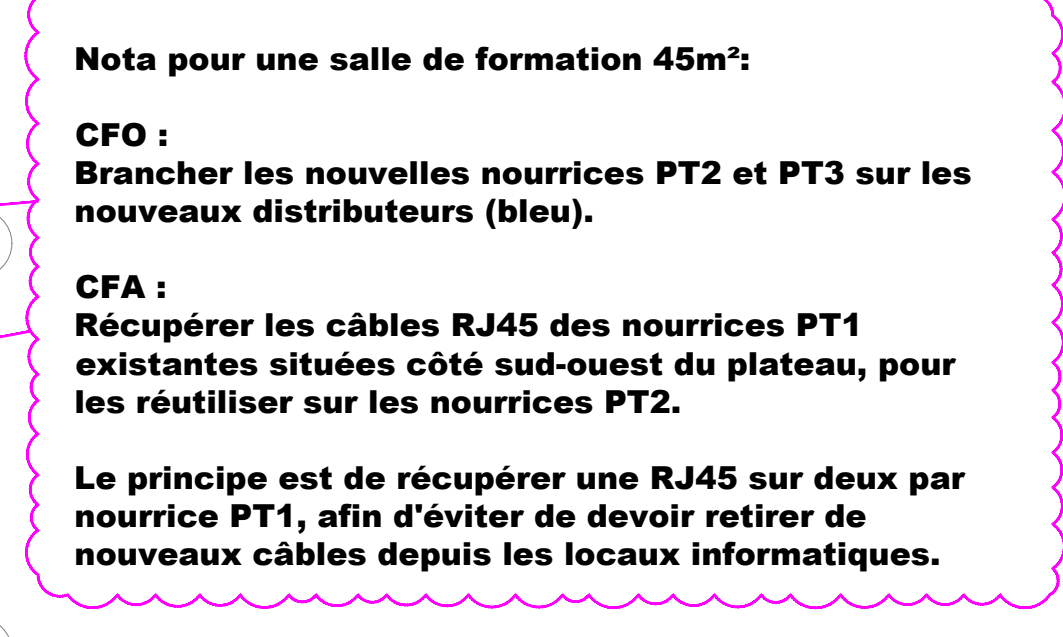 Nota pour une salle de formation 45m²:
CFO :
Brancher les nouvelles nourrices PT2 et PT3 sur les
nouveaux distributeurs (bleu).
CFA :
Récupérer les câbles RJ45 des nourrices PT1
existantes situées côté sud-ouest du plateau, pour
les réutiliser sur les nourrices PT2.
Le principe est de récupérer une RJ45 sur deux par
nourrice PT1, afin d'éviter de devoir retirer de
nouveaux câbles depuis les locaux informatiques.